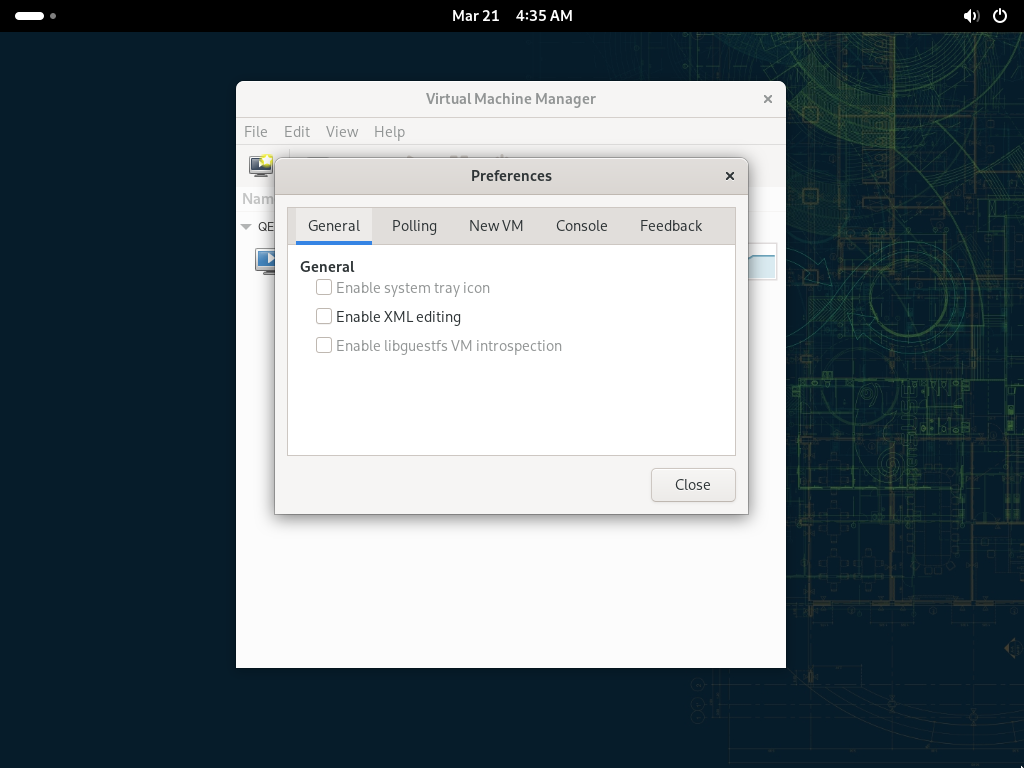 Mar 21 4:35 AM
Virtual Machine Manager
File Edit View Help
Preferences
Nam
General Polling New VM Console Feedback
QE
General
Enable system tray icon
Enable XML editing
Enable libguestfs VM introspection
Close